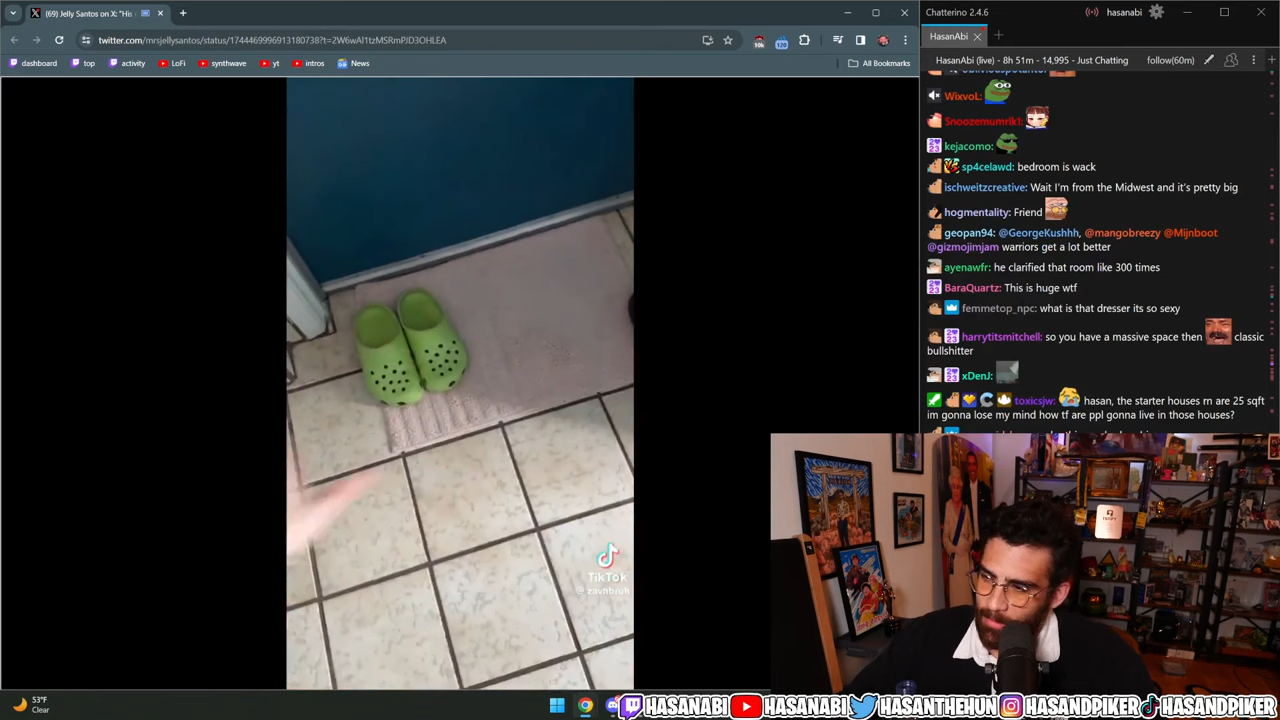 (69) Jelly Santos on X: "His
twitter.com/mrsjellysantos/status/1744469996913180738?t=2W6wAl1tzMSRmPJD3OHLEA
10k
120
dashboard
top
activity
LoFi
synthwave
yt
intros
News
All Bookmarks
TikTok
@zavnbruh
Chatterino 2.4.6
hasanabi
HasanAbi
HasanAbi (live) - 8h 51m - 14,995 - Just Chatting
follow(60m)
WixvoL:
Snoozemumrik1:
kejacomo:
sp4celawd: bedroom is wack
ischweitzcreative: Wait I'm from the Midwest and it's pretty big
hogmentality: Friend
geopan94: @GeorgeKushhh, @mangobreezy @Mijnboot
@gizmojimjam warriors get a lot better
ayenawfr: he clarified that room like 300 times
BaraQuartz: This is huge wtf
femmetop_npc: what is that dresser its so sexy
harrytitsmitchell: so you have a massive space then classic
bullshitter
xDenJ:
toxicsjw: hasan, the starter houses rn are 25 sqft
im gonna lose my mind how tf are ppl gonna live in those houses?
53°F
Clear
HASANABI
HASANABI
HASANTHEHUN
HASANDPIKER
HASANDPIKER